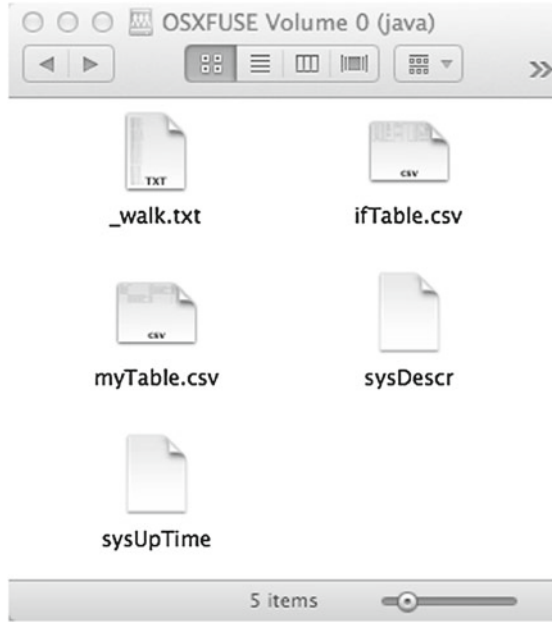 OSXFUSE Volume 0 (java)
TXT
_walk.txt
CSV
ifTable.csv
CSV
myTable.csv
sysDescr
sysUpTime
5 items